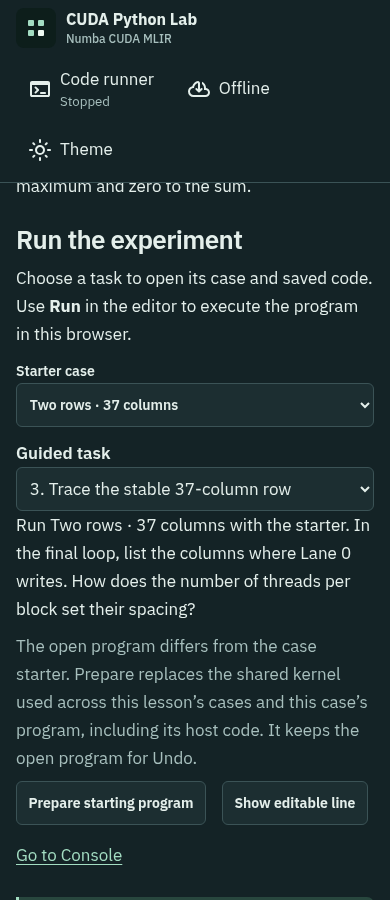 CUDA Python Lab
Numba CUDA MLIR
Code runner
Stopped
Offline
Theme
maximum and zero to the sum.
Run the experiment
Choose a task to open its case and saved code.
Use Run in the editor to execute the program
in this browser.
Starter case
Two rows · 37 columns
Guided task
3. Trace the stable 37-column row
Run Two rows · 37 columns with the starter. In
the final loop, list the columns where Lane 0
writes. How does the number of threads per
block set their spacing?
The open program differs from the case
starter. Prepare replaces the shared kernel
used across this lesson’s cases and this case’s
program, including its host code. It keeps the
open program for Undo.
Prepare starting program
Show editable line
Go to Console